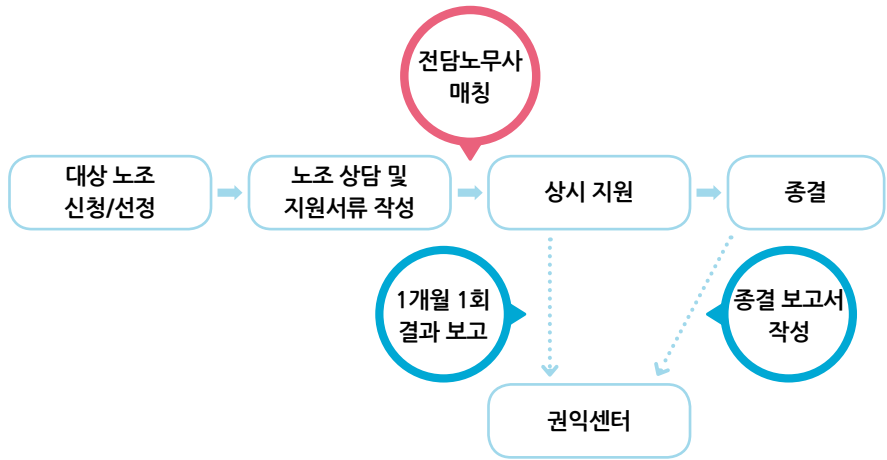 전담노무사
매칭
대상 노조
신청/선정
노조 상담 및
지원서류 작성
상시 지원
종결
1개월 1회
결과 보고
종결 보고서
작성
권익센터